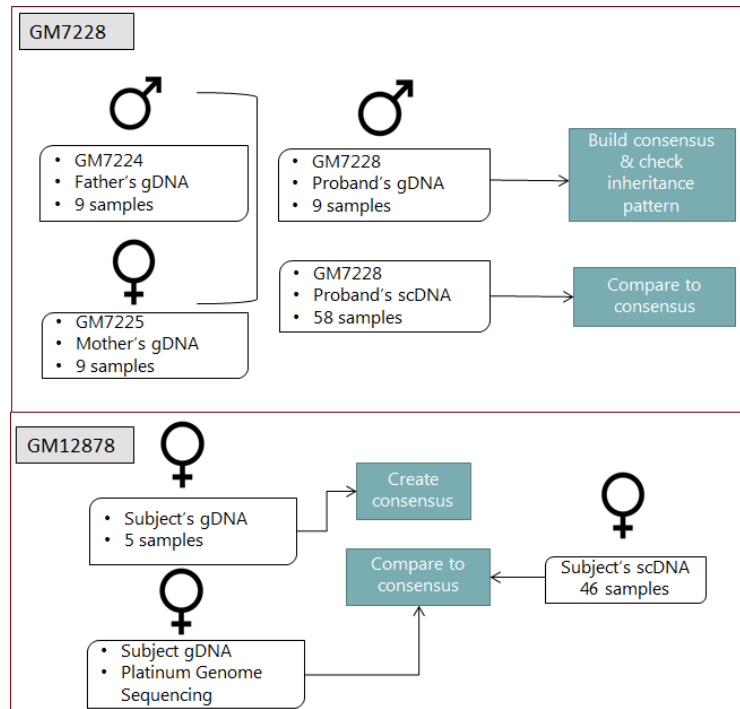 GM7228
• GM7224
• Father's gDNA
• 9 samples
• GM7228
• Proband's gDNA
• 9 samples
Build consensus
& check
inheritance
pattern
• GM7225
• Mother's gDNA
• 9 samples
• GM7228
• Proband's scDNA
• 58 samples
Compare to
consensus
GM12878
• Subject's gDNA
• 5 samples
Create
consensus
Compare to
consensus
Subject's scDNA
46 samples
• Subject gDNA
• Platinum Genome
Sequencing